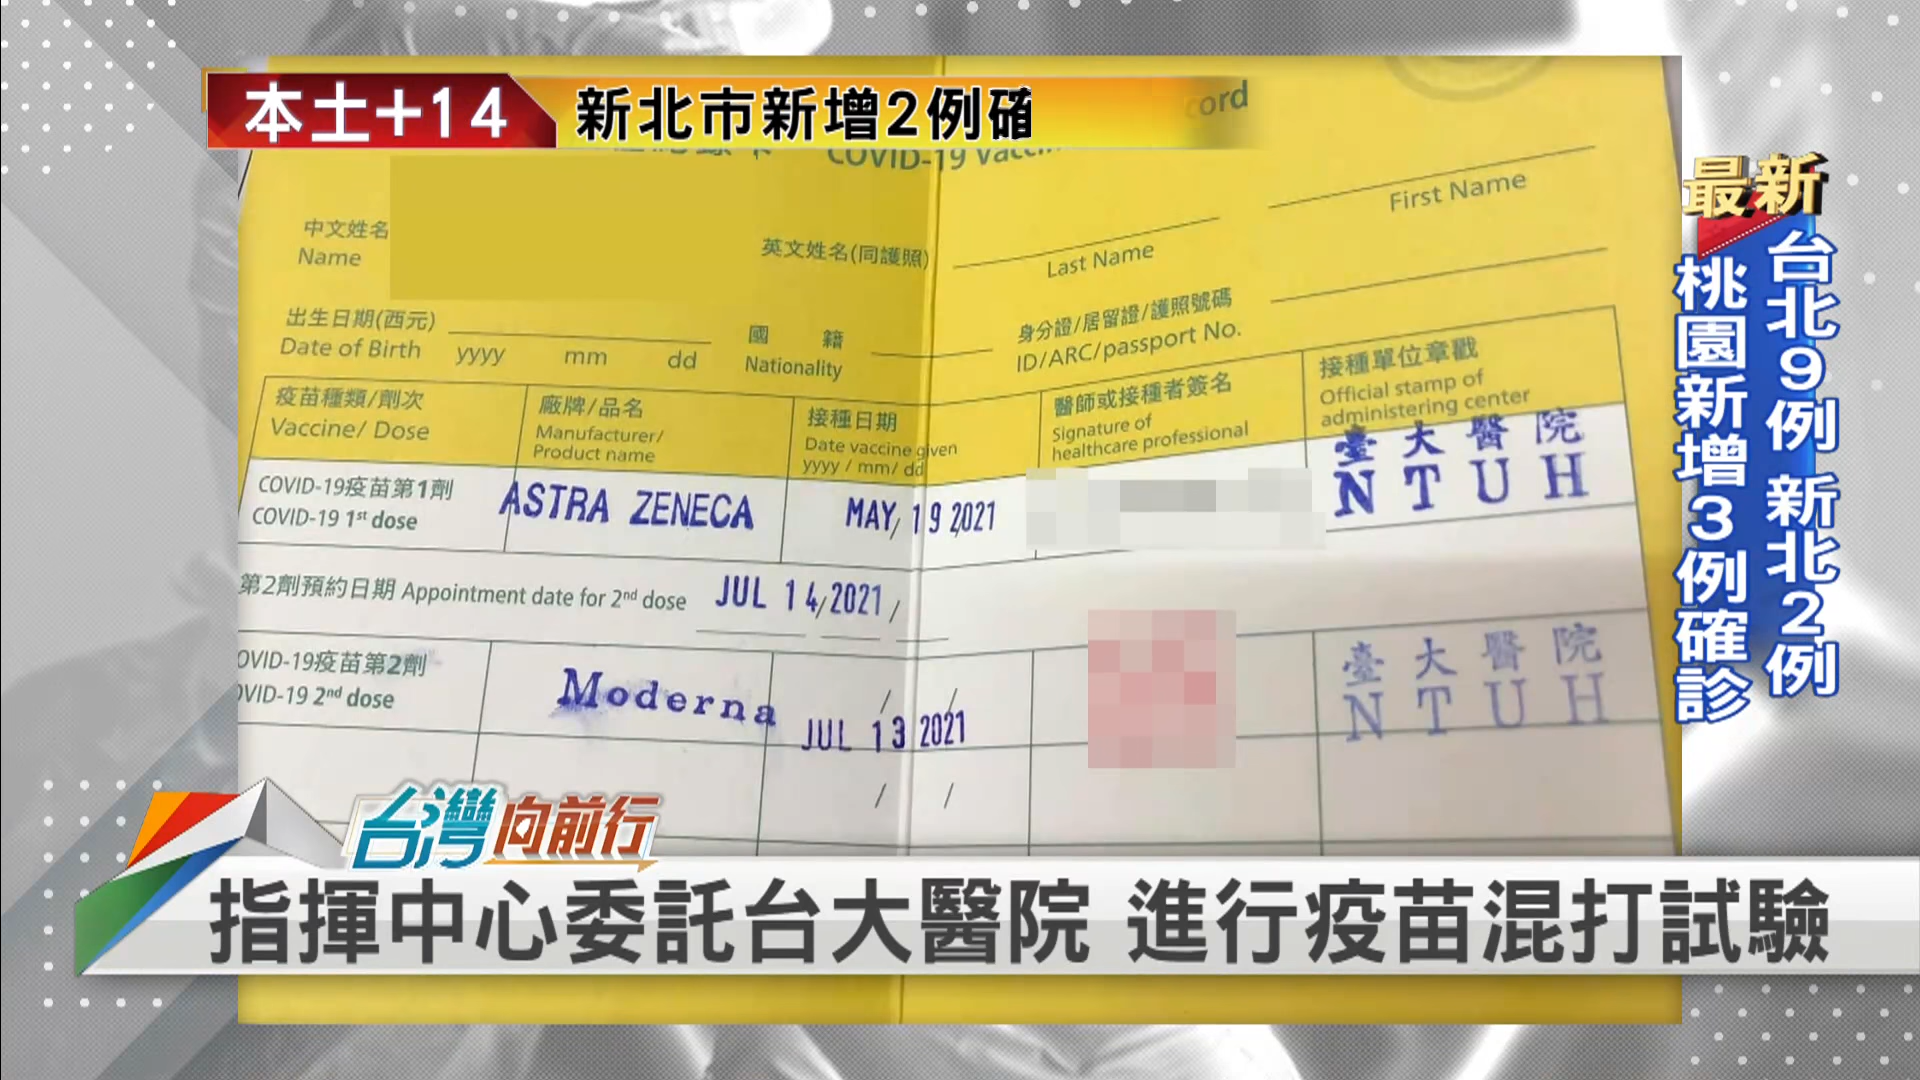 本土+14
新北市新增2例確
cord
COVID-19 Vaccin
最新
台北9例 新北2例
桃園新增3例確診
中文姓名
Name
英文姓名(同護照)
Last Name
First Name
出生日期(西元)
Date of Birth yyyy mm dd
國籍
Nationality
身分證/居留證/護照號碼
ID/ARC/passport No.
疫苗種類/劑次
Vaccine/ Dose
廠牌/品名
Manufacturer/
Product name
接種日期
Date vaccine given
yyyy / mm/ dd
醫師或接種者簽名
Signature of
healthcare professional
接種單位章戳
Official stamp of
administering center
COVID-19疫苗第1劑
COVID-19 1st dose
ASTRA ZENECA
MAY 19 2021
臺大醫院
NTUH
第2劑預約日期 Appointment date for 2nd dose JUL 14 2021
OVID-19疫苗第2劑
OVID-19 2nd dose
Moderna
JUL 13 2021
臺大醫院
NTUH
台灣向前行
指揮中心委託台大醫院 進行疫苗混打試驗